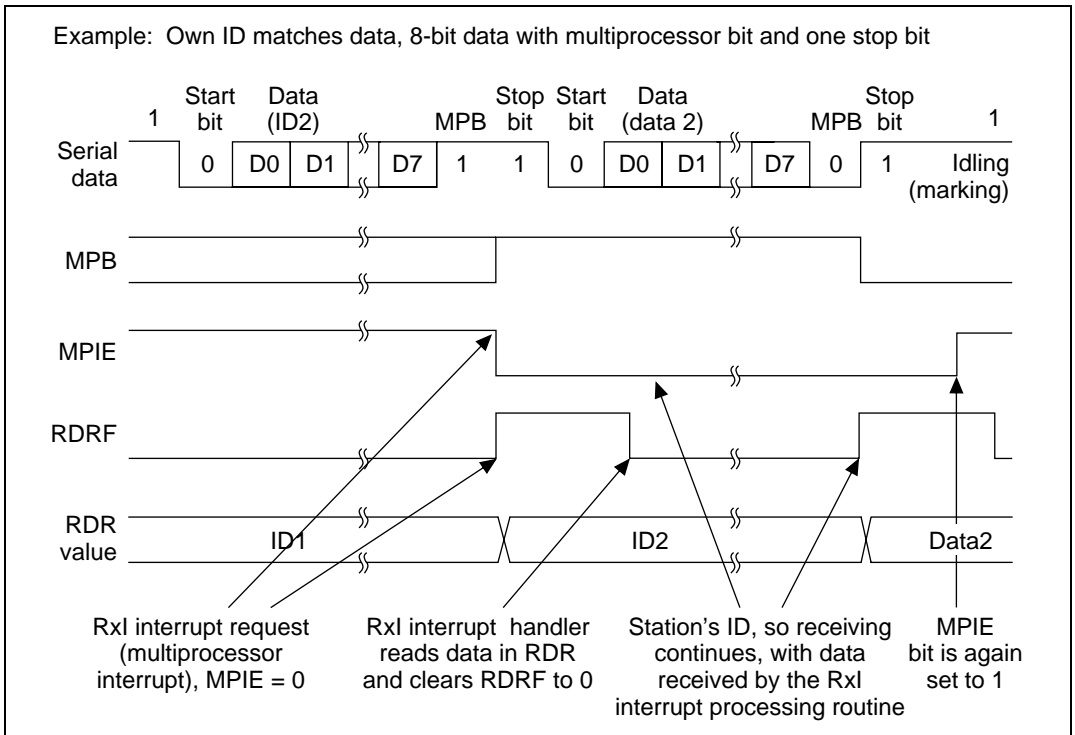 Example: Own ID matches data, 8-bit data with multiprocessor bit and one stop bit
1 Start bit Data (ID2) MPB Stop bit Start bit Data (data 2) MPB Stop bit 1
Serial data 0 D0 D1 D7 1 1 0 D0 D1 D7 0 1 Idling (marking)
MPB
MPIE
RDRF
RDR value ID1 ID2 Data2
RxI interrupt request
(multiprocessor
interrupt), MPIE = 0
RxI interrupt handler
reads data in RDR
and clears RDRF to 0
Station's ID, so receiving
continues, with data
received by the RxI
interrupt processing routine
MPIE
bit is again
set to 1